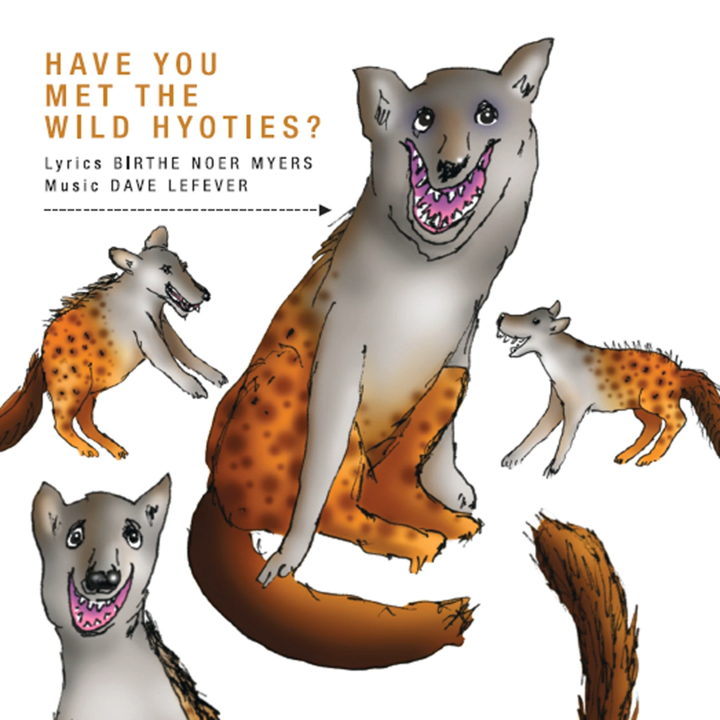 HAVE YOU
MET THE
WILD HYOTIES?
Lyrics BIRTHE NOER MYERS
Music DAVE LEFEVER